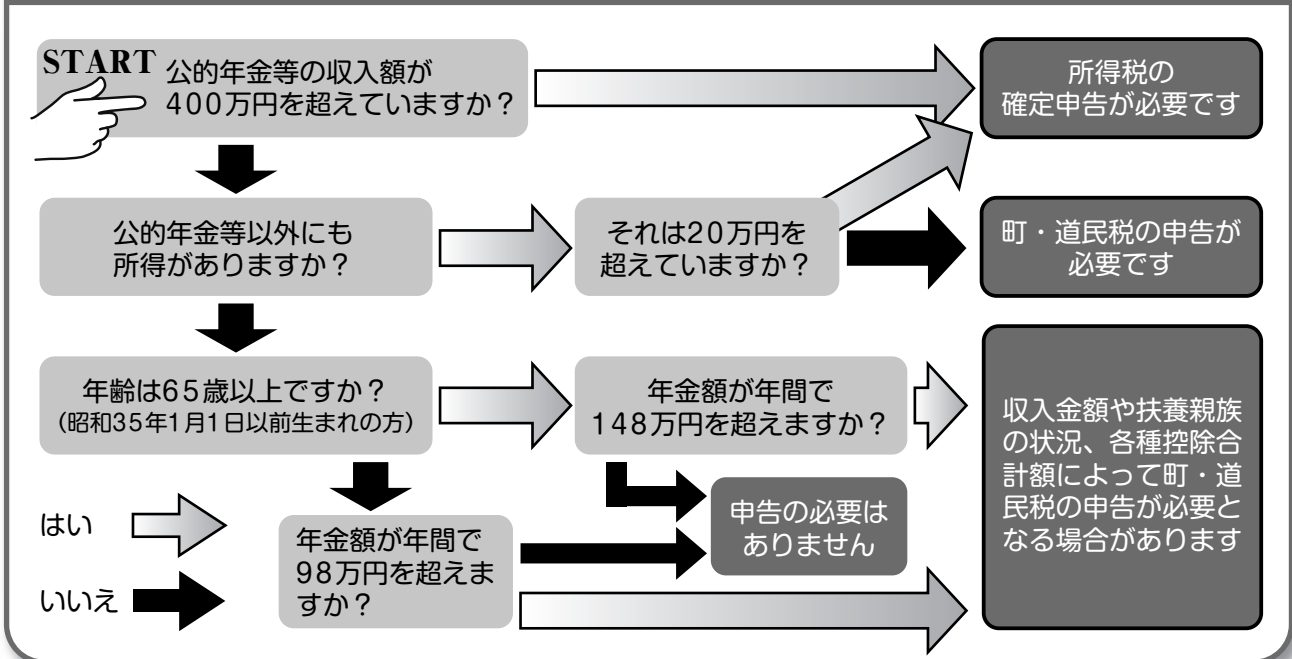 START
公的年金等の収入額が
400万円を超えていますか？
所得税の
確定申告が必要です
公的年金等以外にも
所得がありますか？
それは20万円を
超えていますか？
町・道民税の申告が
必要です
年齢は65歳以上ですか？
（昭和35年1月1日以前生まれの方）
年金額が年間で
148万円を超えますか？
収入金額や扶養親族
の状況、各種控除合
計額によって町・道
民税の申告が必要と
なる場合があります
はい
いいえ
年金額が年間で
98万円を超えま
すか？
申告の必要は
ありません